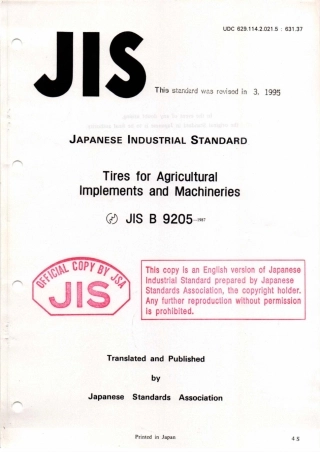 UDC 629.114.2.021.5 : 631.37
JIS
This standard was revised in 3. 1995
JAPANESE INDUSTRIAL STANDARD
Tires for Agricultural
Implements and Machineries
JIS B 9205—1987
OFFICIAL COPY BY JSA
JIS
This copy is an English version of Japanese
Industrial Standard prepared by Japanese
Standards Association, the copyright holder.
Any further reproduction without permission
is prohibited.
Translated and Published
by
Japanese Standards Association
Printed in Japan
4 S